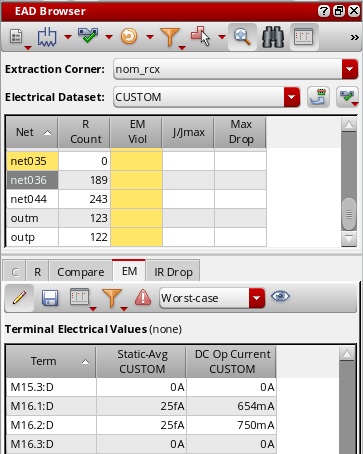 EAD Browser
Extraction Corner: nom_rcx
Electrical Dataset: CUSTOM
Net R Count EM Viol J/Jmax Max Drop
net035 0
net036 189
net044 243
outm 123
outp 122
C R Compare EM IR Drop
Worst-case
Terminal Electrical Values (none)
Term Static-Avg CUSTOM DC Op Current CUSTOM
M15.3:D 0A 0A
M16.1:D 25fA 654mA
M16.2:D 25fA 750mA
M16.3:D 0A 0A